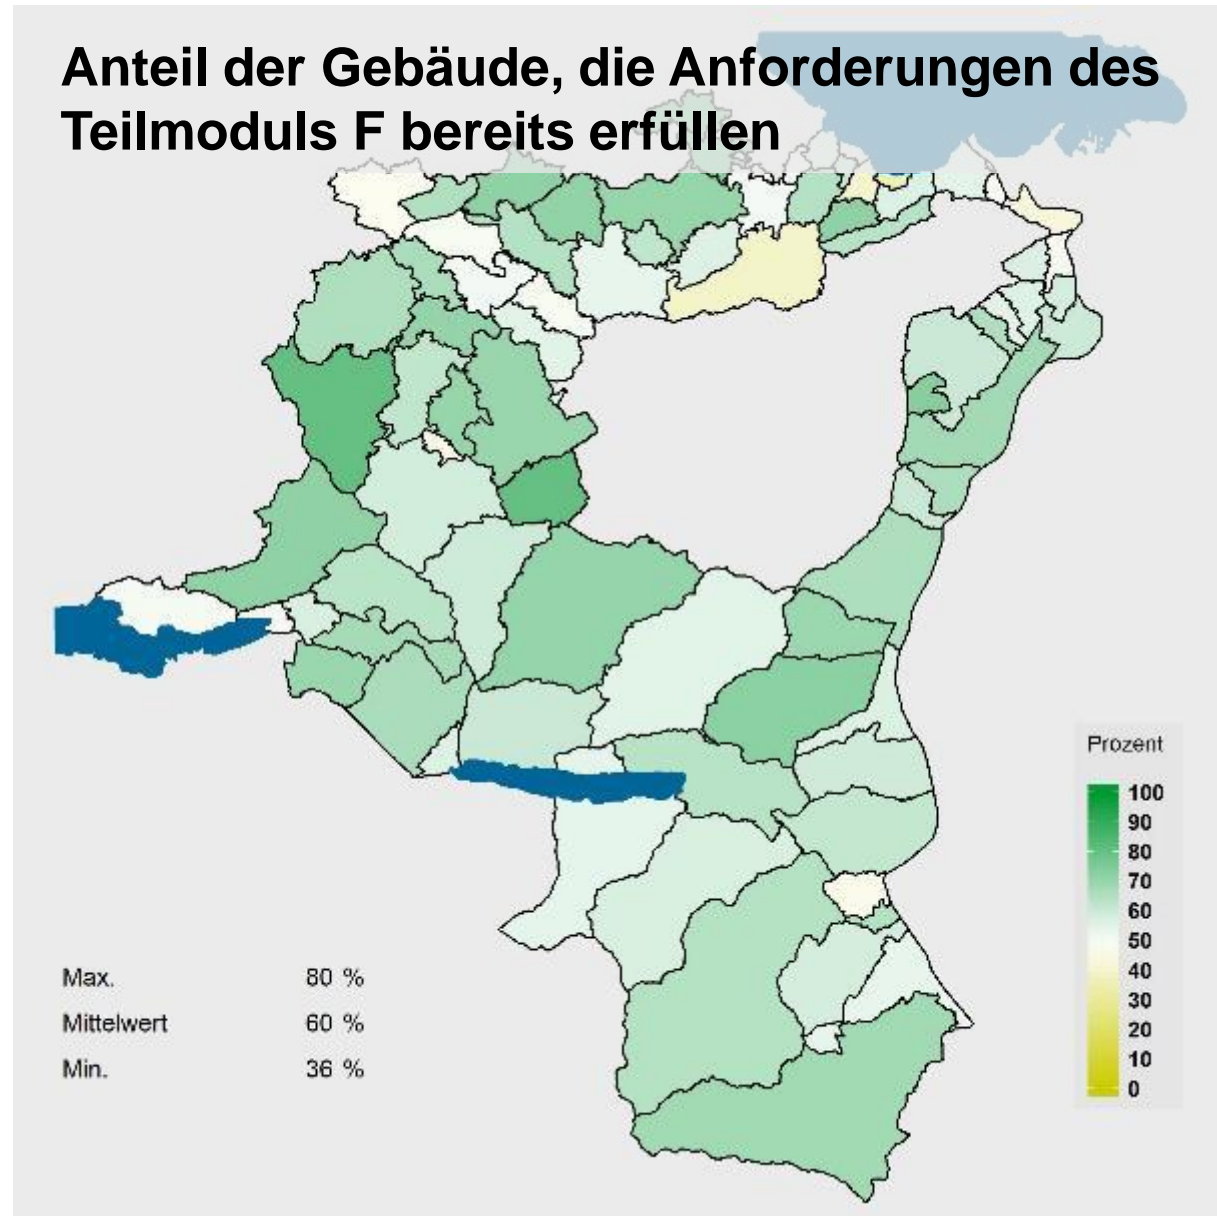 Anteil der Gebäude, die Anforderungen des
Teilmoduls F bereits erfüllen
Prozent
100
90
80
70
60
50
40
30
20
10
0
Max. 80 %
Mittelwert 60 %
Min. 36 %